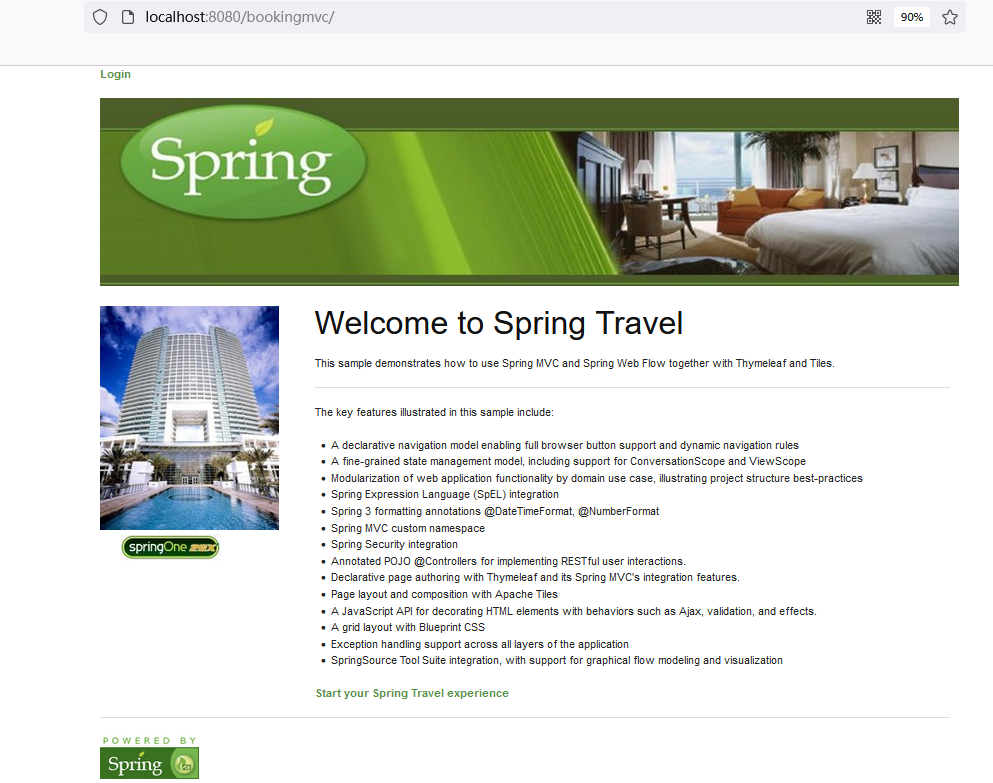 localhost:8080/bookingmvc/
90%
Login
Spring
Welcome to Spring Travel
This sample demonstrates how to use Spring MVC and Spring Web Flow together with Thymeleaf and Tiles.
The key features illustrated in this sample include:
A declarative navigation model enabling full browser button support and dynamic navigation rules
A fine-grained state management model, including support for ConversationScope and ViewScope
Modularization of web application functionality by domain use case, illustrating project structure best-practices
Spring Expression Language (SpEL) integration
Spring 3 formatting annotations @DateTimeFormat, @NumberFormat
Spring MVC custom namespace
Spring Security integration
Annotated POJO @Controllers for implementing RESTful user interactions.
Declarative page authoring with Thymeleaf and its Spring MVC's integration features.
Page layout and composition with Apache Tiles
A JavaScript API for decorating HTML elements with behaviors such as Ajax, validation, and effects.
A grid layout with Blueprint CSS
Exception handling support across all layers of the application
SpringSource Tool Suite integration, with support for graphical flow modeling and visualization
springOne 2GX
Start your Spring Travel experience
POWERED BY
Spring